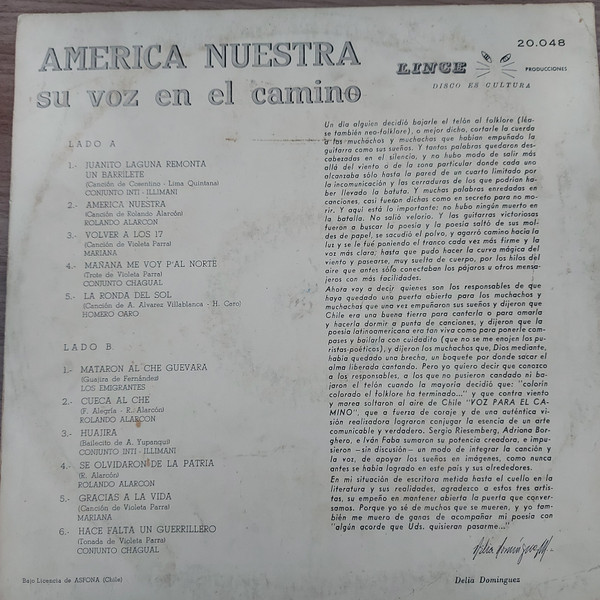 AMERICA NUESTRA
su voz en el camino
LINCE
PRODUCCIONES
20.048
DISCO ES CULTURA
LADO A
1.- JUANITO LAGUNA REMONTA
UN BARRILETE
(Canción de Cosentino - Lima Quintana)
CONJUNTO INTI - ILLIMANI
2.- AMERICA NUESTRA
(Canción de Rolando Alarcón)
ROLANDO ALARCON
3.- VOLVER A LOS 17
(Canción de Violeta Parra)
MARIANA
4.- MAÑANA ME VOY P'AL NORTE
(Trote de Violeta Parra)
CONJUNTO CHAGUAL
5.- LA RONDA DEL SOL
(Canción de A. Alvarez Villablanca - H. Caro)
HOMERO CARO
LADO B
1.- MATARON AL CHE GUEVARA
(Guajira de Fernández)
LOS EMIGRANTES
2.- CUECA AL CHE
(F. Alegría - R. Alarcón)
ROLANDO ALARCON
3.- HUAJIRA
(Bailecito de A. Yupanqui)
CONJUNTO INTI - ILLIMANI
4.- SE OLVIDARON DE LA PATRIA
(R. Alarcón)
ROLANDO ALARCON
5.- GRACIAS A LA VIDA
(Canción de Violeta Parra)
MARIANA
6.- HACE FALTA UN GUERRILLERO
(Tonada de Violeta Parra)
CONJUNTO CHAGUAL
Bajo Licencia de ASFONA (Chile)
Un día alguien decidió bajarle el telón al folklore (léa-
se también neo-folklore), o mejor dicho, cortarle la cuerda
a los muchachos y muchachas que habían empuñado la
guitarra como sus sueños. Y tantas palabras quedaron des-
cabezadas en el silencio, y no hubo modo de salir más
allá del viento o de la zona particular donde cada uno
alcanzaba sólo hasta la pared de un cuarto limitado por
la incomunicación y las cerraduras de los que podrían ha-
ber llevado la batuta. Y muchas palabras enredadas en
canciones, casi fueron dichas como en secreto para no mo-
rir. Y aquí está lo importante: no hubo ningún muerto en
la batalla. No salió velorio. Y las guitarras victoriosas
fueron a buscar la poesía y la poesía saltó de sus mol-
des de papel, se sacudió el polvo, y agarró camino hacia la
luz y se le fué poniendo el tranco cada vez más firme y la
voz más clara; hasta que pudo hacer la curva mágica del
viento y pasearse, muy suelta de cuerpo, por los hilos del
aire que antes sólo conectaban los pájaros u otros mensa-
jeros con más facilidades.
Ahora voy a decir quienes son los responsables de que
haya quedado una puerta abierta para los muchachos y
muchachas que una vez empuñaron sus sueños y dijeron que
Chile era una buena tierra para cantarla o para amarla
y hacerla dormir a punta de canciones, y dijeron que la
poesía latinoamericana era tan viva como para ponerle compa-
ses y bailarla con cuidadito (que no se me enojen los pu-
ristas-poéticos), y dijeron los muchachos que, Dios mediante,
había quedado una brecha, un boquete por donde sacar el
alma liberada cantando. Pero yo quiero decir que conozco
a los responsables, a los que no pusieron candado ni ba-
jaron el telón cuando la mayoría decidió que: "colorín
colorado el folklore ha terminado..." y que contra viento
y marea soltaron al aire de Chile "VOZ PARA EL CA-
MINO", que a fuerza de coraje y de una auténtica vi-
sión realizadora lograron conjugar la esencia de un arte
comunicable y verdadero. Sergio Riesemberg, Adriana Bor-
ghero, e Iván Faba sumaron su potencia creadora, e impu-
sieron —sin discusión— un modo de integrar la canción y
la voz, de apoyar los sueños en imágenes, como nunca
antes se había logrado en este país y sus alrededores.
En mi situación de escritora metida hasta el cuello en la
literatura y sus realidades, agradezco a estos tres artis-
tas, su empeño en mantener abierta la puerta que conver-
samos. Porque yo sé de muchos que se mueren, y yo tam-
bién me muero de ganas de acompañar mi poesía con
"algún acorde que Uds. quisieran pasarme..."
Delia Domínguez